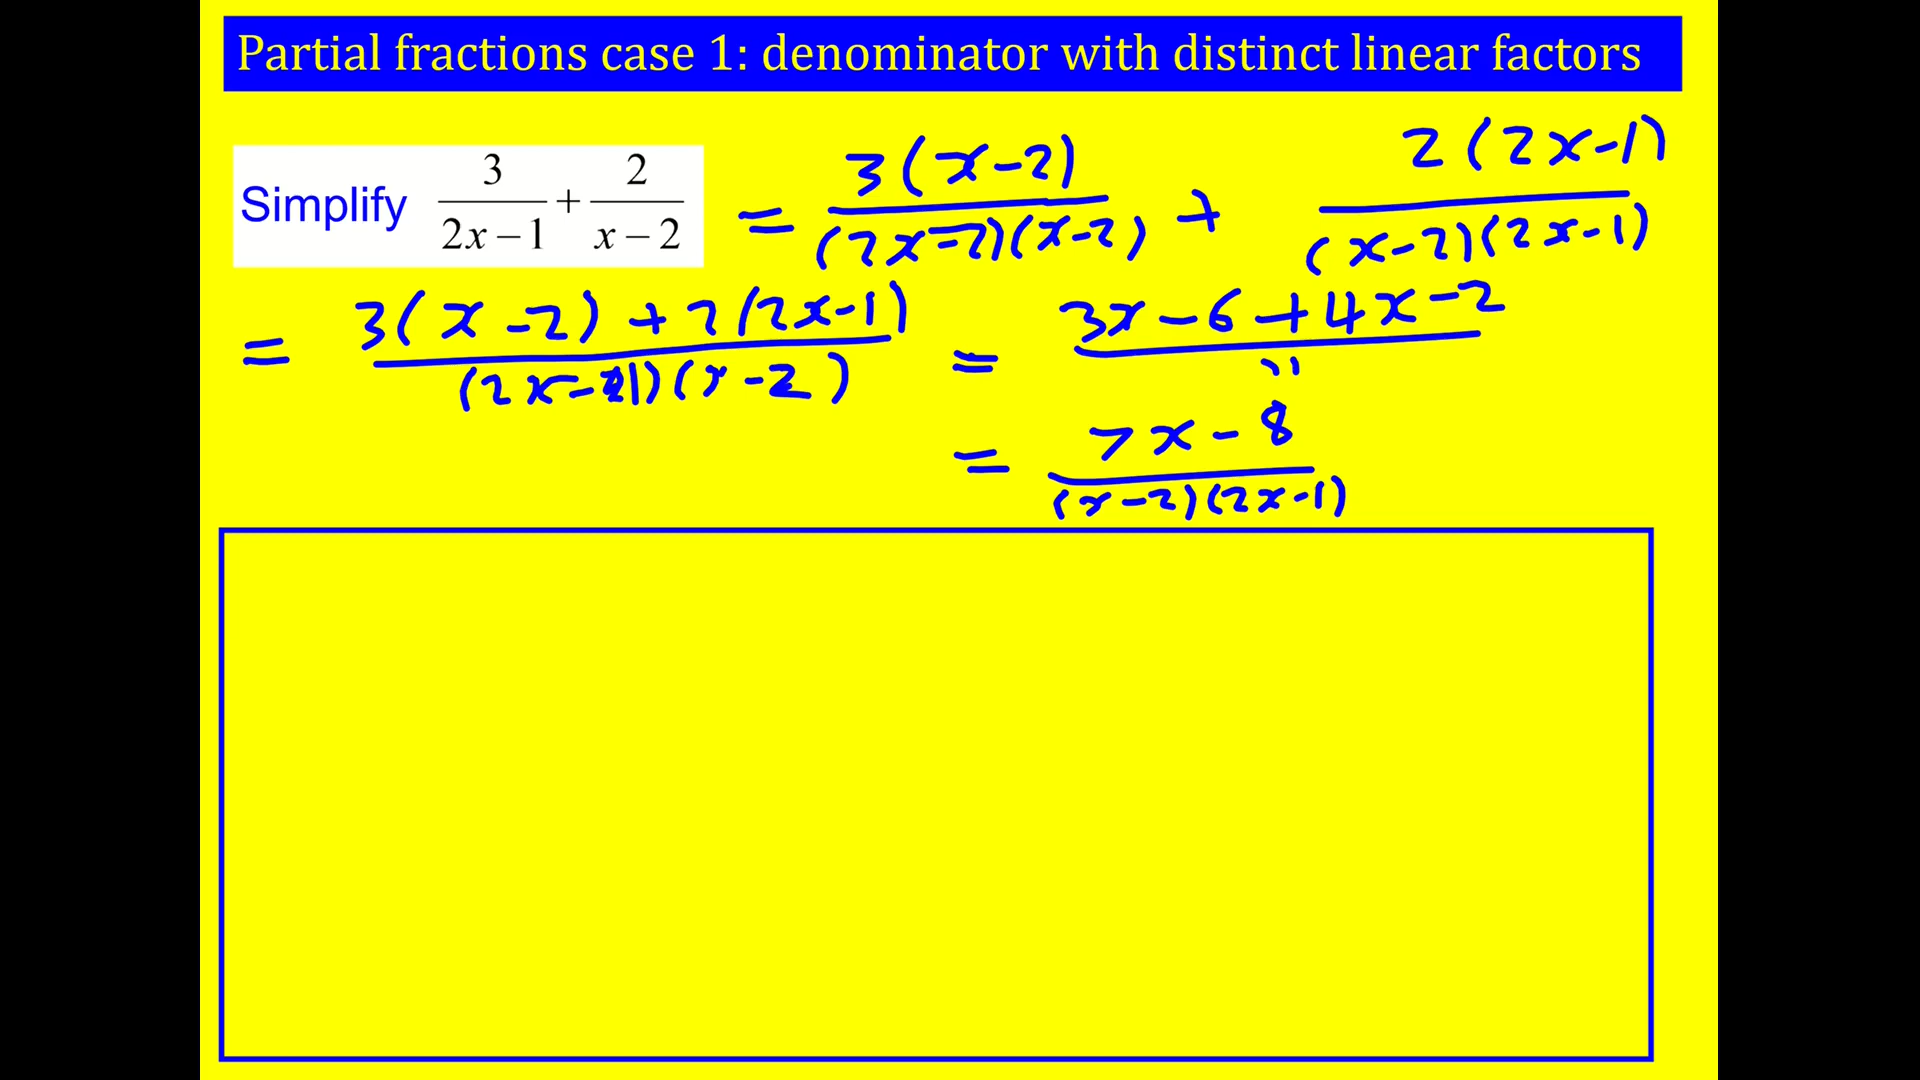 Partial fractions case 1: denominator with distinct linear factors
Simplify 3/(2x − 1) + 2/(x − 2) = 3(x−2)/((2x−2)(x−2)) + 2(2x−1)/((x−2)(2x−1))
= (3(x−2) + 2(2x−1))/((2x−1)(x−2)) = (3x − 6 + 4x − 2)/"
= (7x − 8)/((x−2)(2x−1))